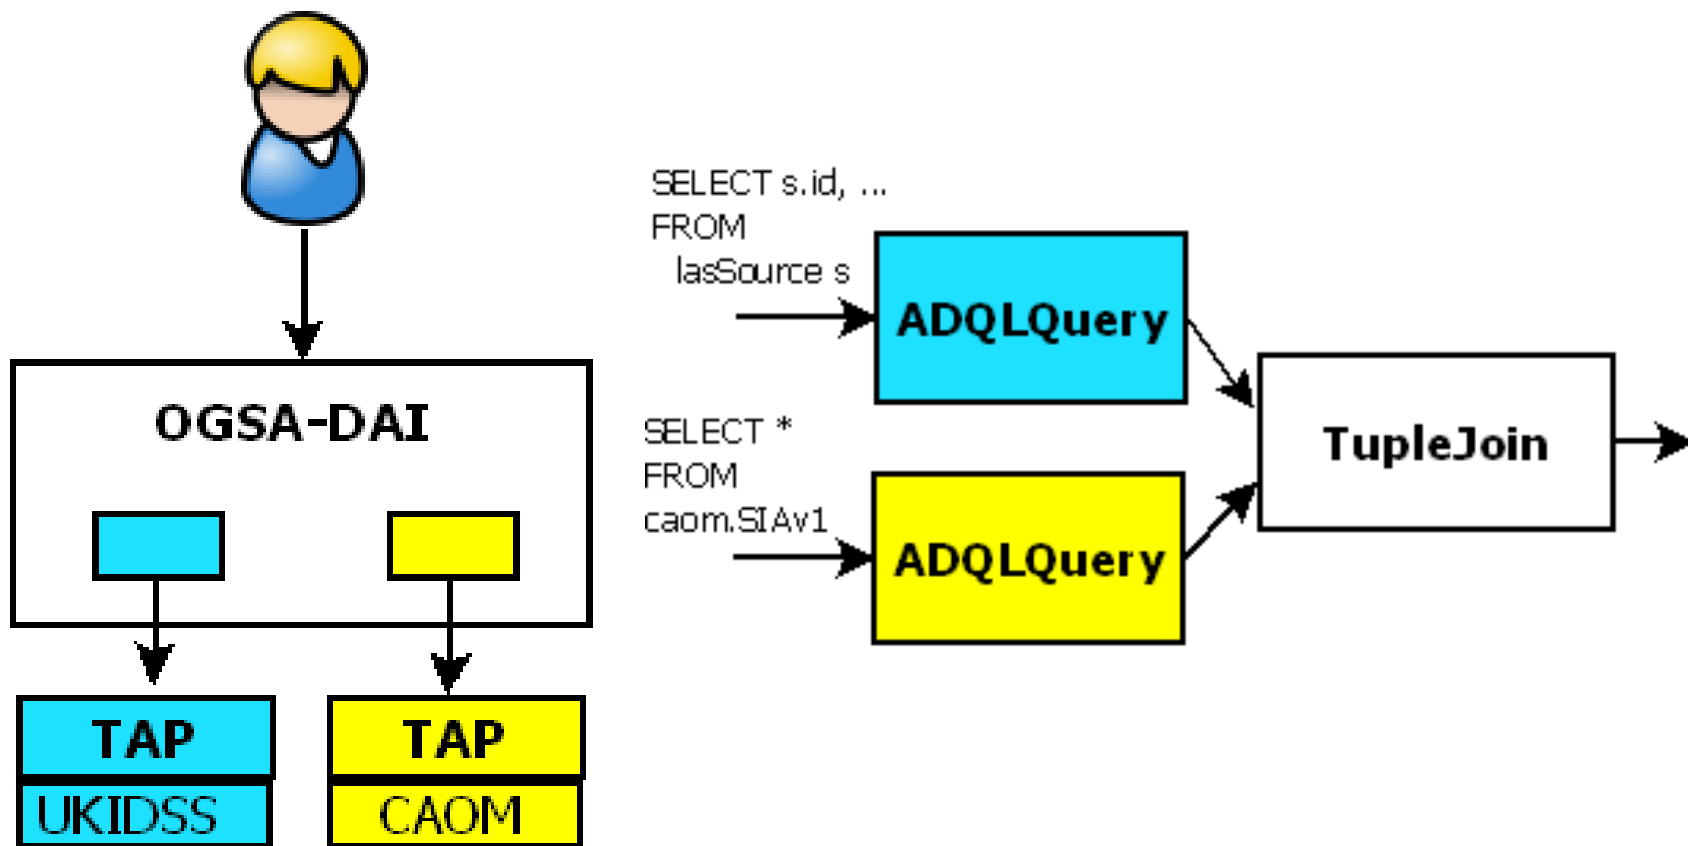 OGSA-DAI
TAP
UKIDSS
TAP
CAOM
SELECT s.id, ...
FROM
lasSource s
ADQLQuery
SELECT *
FROM
caom.SIAv1
ADQLQuery
TupleJoin